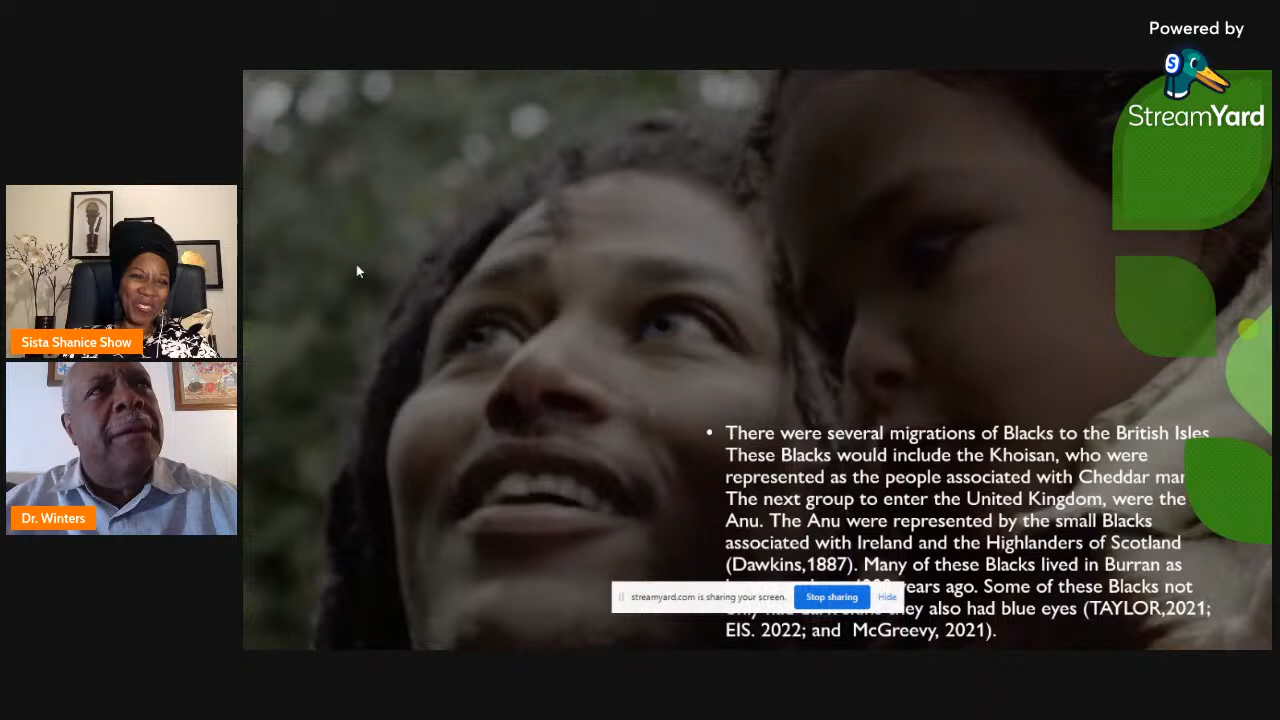 Powered by
StreamYard
Sista Shanice Show
Dr. Winters
• There were several migrations of Blacks to the British Isles
These Blacks would include the Khoisan, who were
represented as the people associated with Cheddar mar
The next group to enter the United Kingdom, were the
Anu. The Anu were represented by the small Blacks
associated with Ireland and the Highlanders of Scotland
(Dawkins,1887). Many of these Blacks lived in Burran as
years ago. Some of these Blacks not
they also had blue eyes (TAYLOR,2021;
EIS. 2022; and McGreevy, 2021).
streamyard.com is sharing your screen.
Stop sharing
Hide